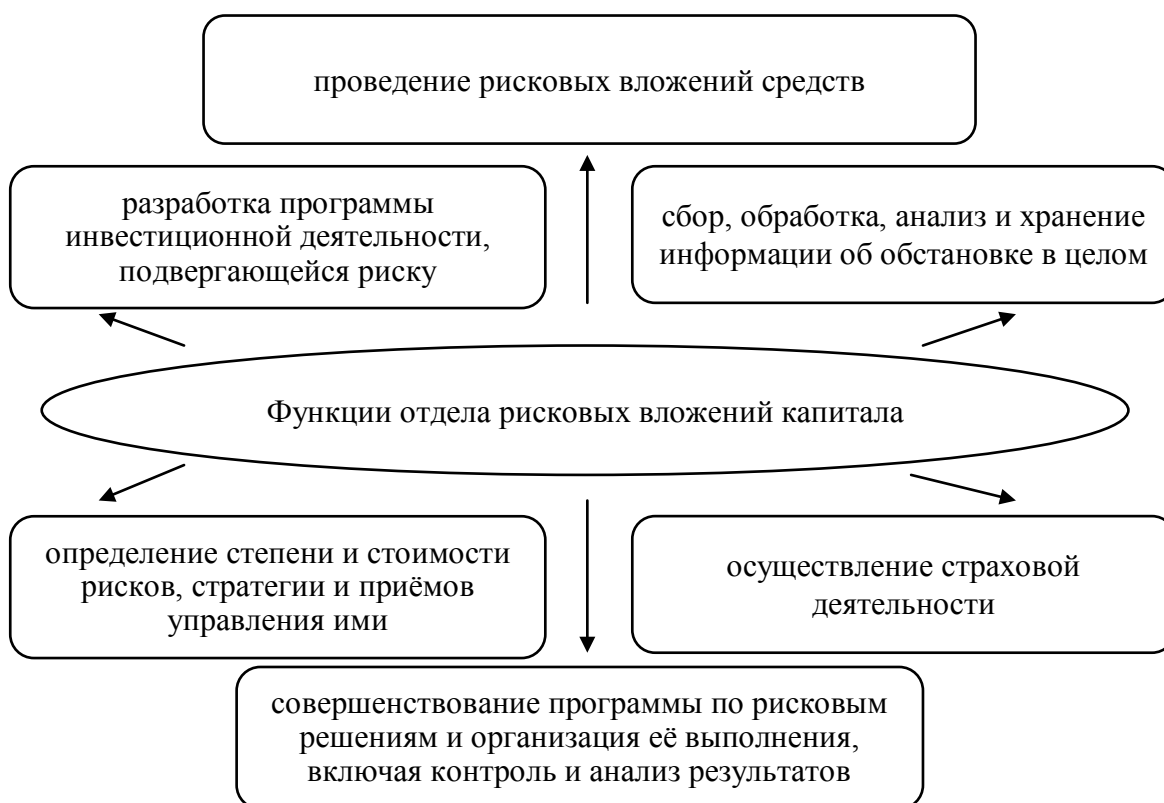 проведение рисковых вложений средств
разработка программы
инвестиционной деятельности,
подвергающейся риску
сбор, обработка, анализ и хранение
информации об обстановке в целом
Функции отдела рисковых вложений капитала
определение степени и стоимости
рисков, стратегии и приёмов
управления ими
осуществление страховой
деятельности
совершенствование программы по рисковым
решениям и организация её выполнения,
включая контроль и анализ результатов